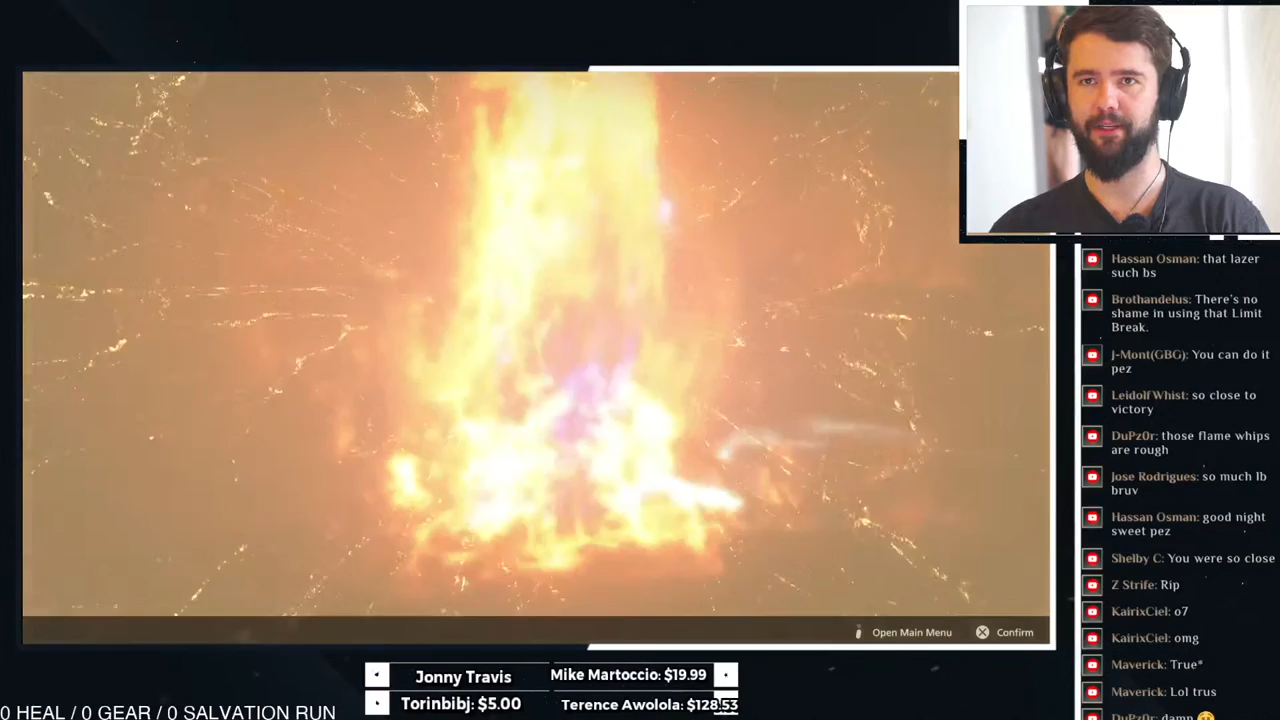 Hassan Osman: that lazer
such bs
Brothandelus: There's no
shame in using that Limit
Break.
J-Mont(GBG): You can do it
pez
LeidolfWhist: so close to
victory
DuPz0r: those flame whips
are rough
Jose Rodrigues: so much lb
bruv
Hassan Osman: good night
sweet pez
Shelby C: You were so close
Z Strife: Rip
KairixCiel: o7
KairixCiel: omg
Maverick: True*
Maverick: Lol trus
DuPz0r: damn
Open Main Menu Confirm
Jonny Travis Mike Martoccio: $19.99
Torinbibj: $5.00 Terence Awolola: $128.53
0 HEAL / 0 GEAR / 0 SALVATION RUN